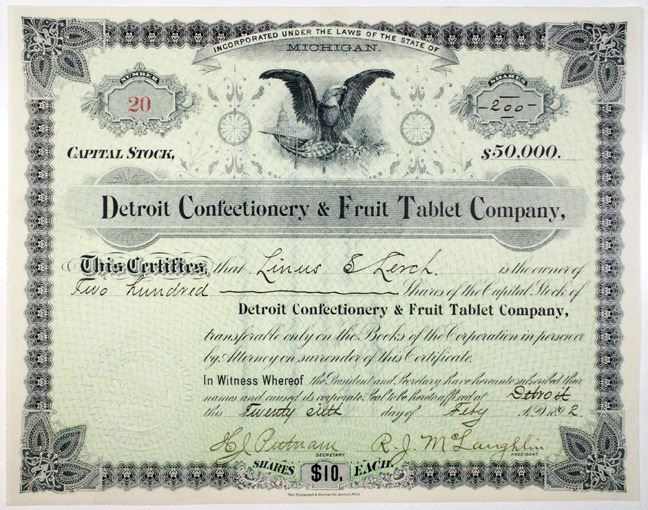 INCORPORATED UNDER THE LAWS OF THE STATE OF
MICHIGAN.
NUMBER
20
SHARES
-200-
CAPITAL STOCK,
$50,000.
Detroit Confectionery & Fruit Tablet Company,
This Certifies, that Linus S Lerch. is the owner of
Two hundred Shares of the Capital Stock of
Detroit Confectionery & Fruit Tablet Company,
transferable only on the Books of the Corporation in person or
by Attorney on surrender of this Certificate.
In Witness Whereof the President and Secretary have hereunto subscribed their
names and caused its corporate Seal to be hereto affixed at Detroit
this Twenty sixth day of Feby A.D. 1892
H J Putnam
SECRETARY.
R. J. McLaughlin
PRESIDENT.
SHARES $10, EACH.